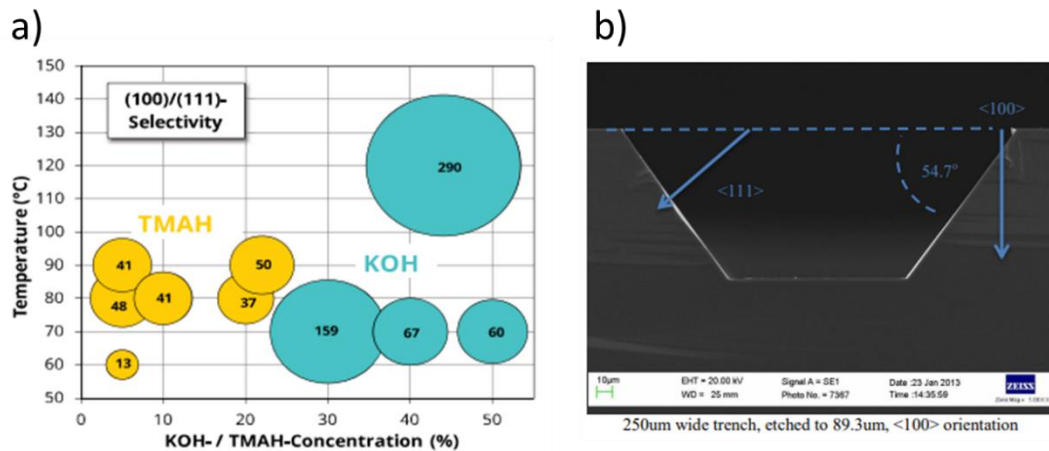 a)
150
140
130
120
110
100
90
80
70
60
50
Temperature (°C)
(100)/(111)-
Selectivity
290
TMAH
KOH
41
50
48
41
37
159
67
60
13
0
10
20
30
40
50
KOH- / TMAH-Concentration (%)
b)
<100>
54.7°
<111>
10µm
EHT = 20.00 kV
WD = 25 mm
Signal A = SE1
Photo No. = 7367
Date :23 Jan 2013
Time :14:35:59
ZEISS
250um wide trench, etched to 89.3um, <100> orientation